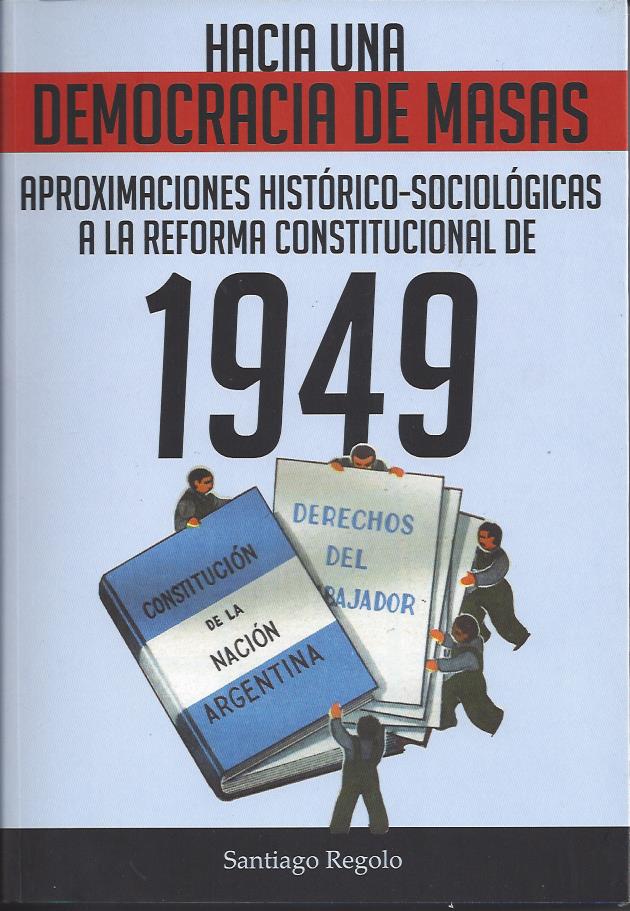 HACIA UNA
DEMOCRACIA DE MASAS
APROXIMACIONES HISTÓRICO-SOCIOLÓGICAS
A LA REFORMA CONSTITUCIONAL DE
1949
DERECHOS
DEL
BAJADOR
CONSTITUCIÓN
DE LA
NACIÓN
ARGENTINA
Santiago Regolo